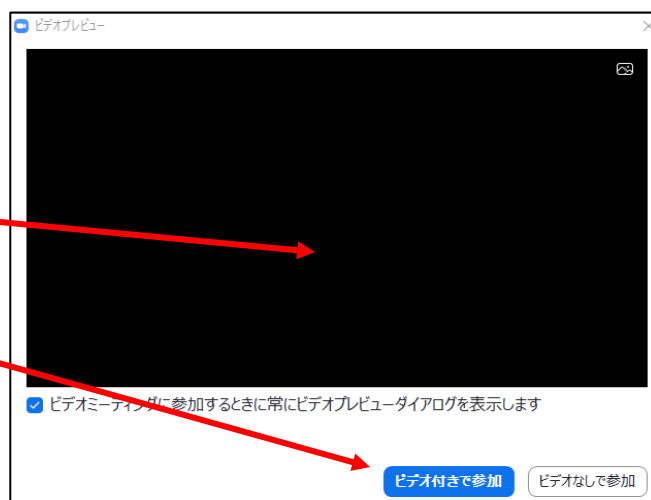 ビデオプレビュー
ビデオミーティングに参加するときに常にビデオプレビューダイアログを表示します
ビデオ付きで参加
ビデオなしで参加